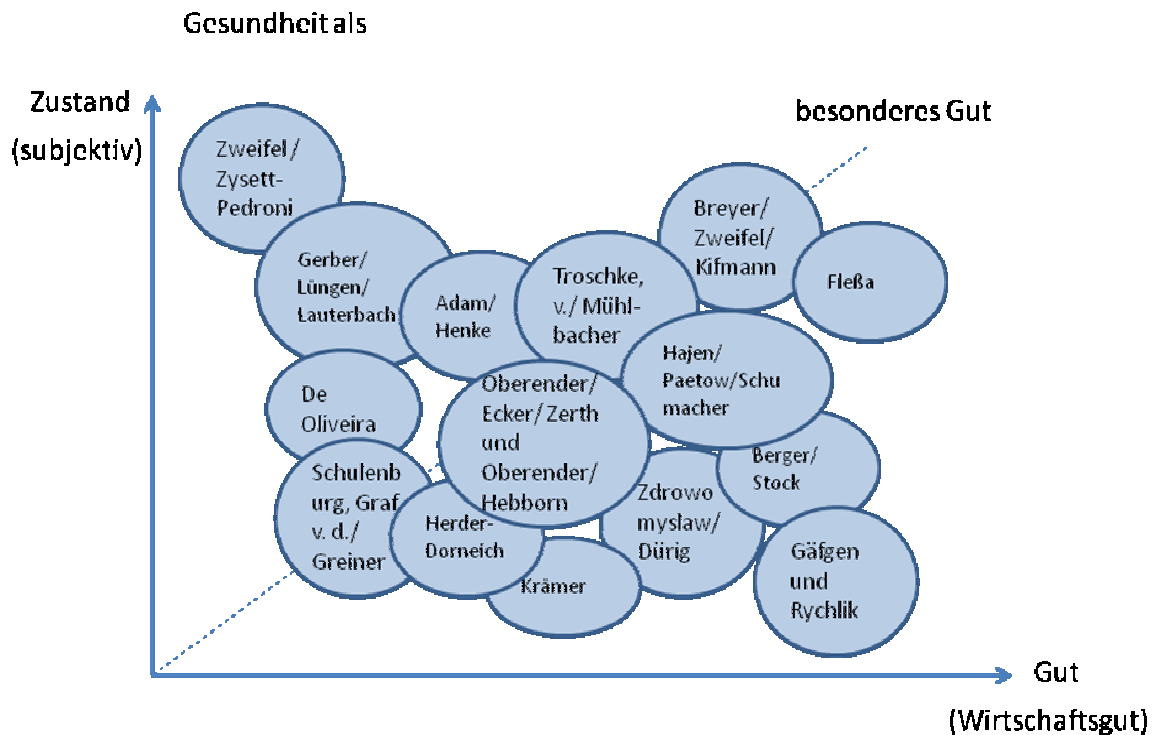 Gesundheit als
Zustand
(subjektiv)
besonderes Gut
Zweifel /
Zysett-
Pedroni
Gerber/
Lüngen/
Lauterbach
Adam/
Henke
Troschke,
v./ Mühl-
bacher
Breyer/
Zweifel/
Kifmann
Fleßa
De
Oliveira
Oberender/
Ecker/ Zerth
und
Oberender/
Hebborn
Hajen/
Paetow/Schu
macher
Schulenb
urg, Graf
v. d./
Greiner
Herder-
Dorneich
Krämer
Zdrowo
mysław/
Dürig
Berger/
Stock
Gäfgen
und
Rychlik
Gut
(Wirtschaftsgut)